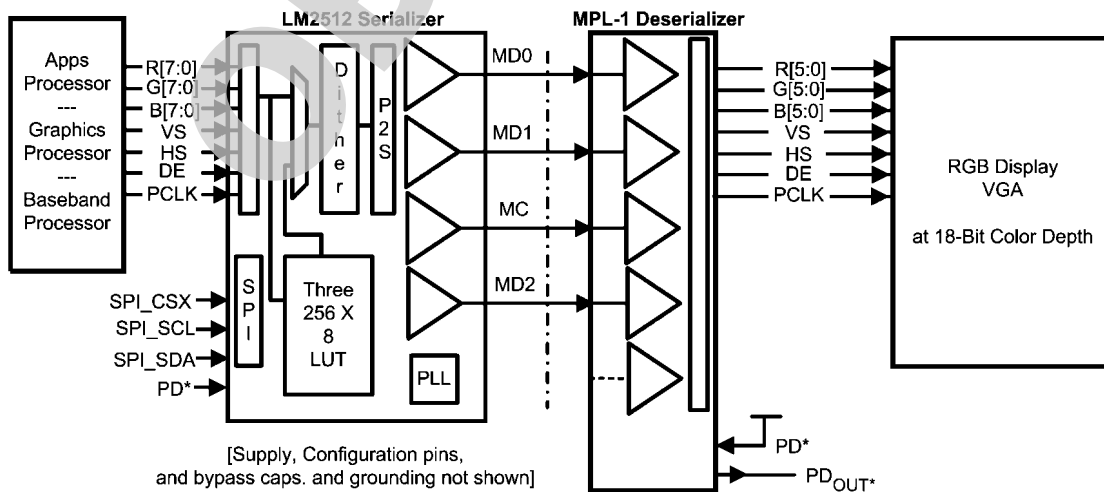 LM2512 Serializer
MPL-1 Deserializer
Apps
Processor
---
Graphics
Processor
---
Baseband
Processor
R[7:0]
G[7:0]
B[7:0]
VS
HS
DE
PCLK
SPI_CSX
SPI_SCL
SPI_SDA
PD*
Dither
P2S
SPI
Three
256 X
8
LUT
PLL
MD0
MD1
MC
MD2
R[5:0]
G[5:0]
B[5:0]
VS
HS
DE
PCLK
RGB Display
VGA
at 18-Bit Color Depth
PD*
PDOUT*
[Supply, Configuration pins,
and bypass caps. and grounding not shown]